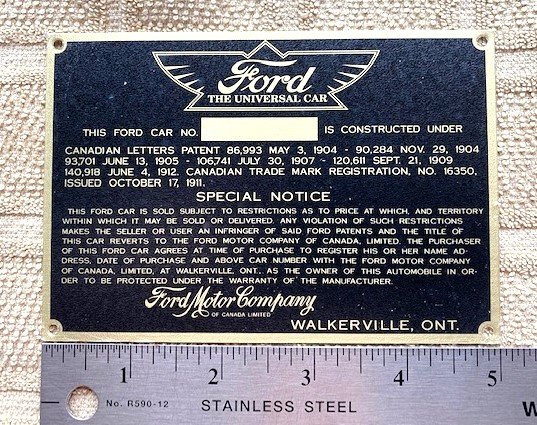 Ford
THE UNIVERSAL CAR
THIS FORD CAR NO. IS CONSTRUCTED UNDER
CANADIAN LETTERS PATENT 86,993 MAY 3, 1904 - 90,284 NOV. 29, 1904
93,701 JUNE 13, 1905 - 106,741 JULY 30, 1907 ~ 120,611 SEPT. 21, 1909
140,918 JUNE 4, 1912. CANADIAN TRADE MARK REGISTRATION, NO. 16350,
ISSUED OCTOBER 17, 1911.
SPECIAL NOTICE
THIS FORD CAR IS SOLD SUBJECT TO RESTRICTIONS AS TO PRICE AT WHICH, AND TERRITORY
WITHIN WHICH IT MAY BE SOLD OR DELIVERED. ANY VIOLATION OF SUCH RESTRICTIONS
MAKES THE SELLER OR USER AN INFRINGER OF SAID FORD PATENTS AND THE TITLE OF
THIS CAR REVERTS TO THE FORD MOTOR COMPANY OF CANADA, LIMITED. THE PURCHASER
OF THIS FORD CAR AGREES AT TIME OF PURCHASE TO REGISTER HIS OR HER NAME AD-
DRESS, DATE OF PURCHASE AND ABOVE CAR NUMBER WITH THE FORD MOTOR COMPANY
OF CANADA, LIMITED, AT WALKERVILLE, ONT., AS THE OWNER OF THIS AUTOMOBILE IN OR-
DER TO BE PROTECTED UNDER THE WARRANTY OF THE MANUFACTURER.
Ford Motor Company
OF CANADA LIMITED
WALKERVILLE, ONT.
1 2 3 4 5
No. R590-12 STAINLESS STEEL W